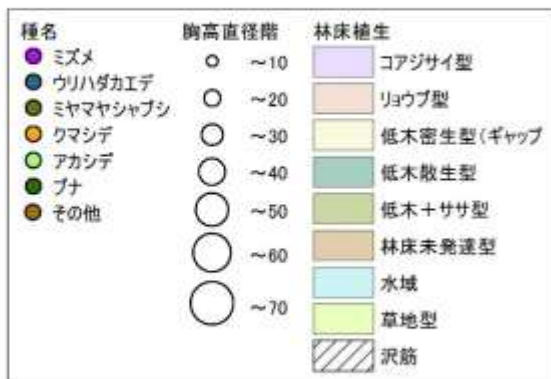 種名
ミズメ
ウリハダカエデ
ミヤマヤシャブシ
クマシデ
アカシデ
ブナ
その他
胸高直径階
～10
～20
～30
～40
～50
～60
～70
林床植生
コアジサイ型
リョウブ型
低木密生型(ギャップ
低木散生型
低木＋ササ型
林床未発達型
水域
草地型
沢筋